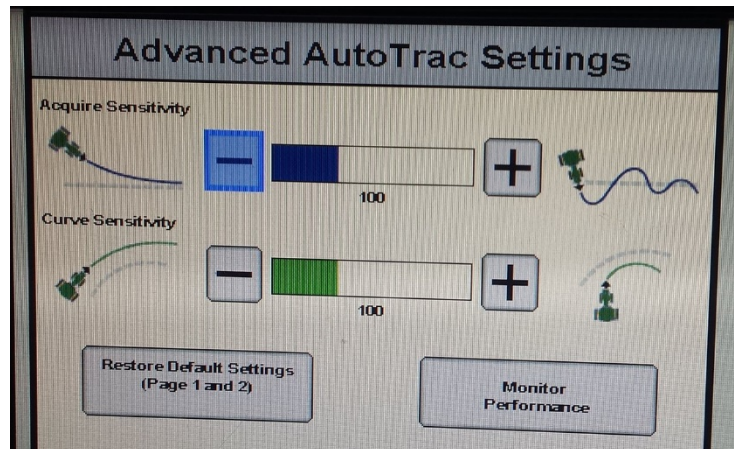 Advanced AutoTrac Settings
Acquire Sensitivity
100
Curve Sensitivity
100
Restore Default Settings
(Page 1 and 2)
Monitor
Performance